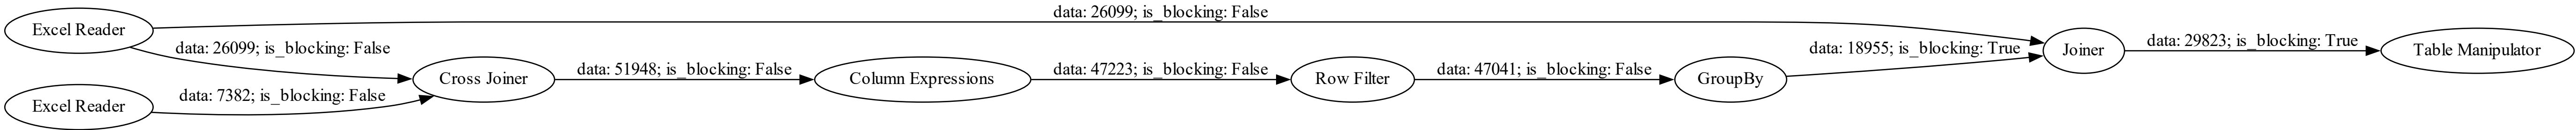 data: 26099; is_blocking: False
Excel Reader
data: 26099; is_blocking: False
data: 18955; is_blocking: True
Joiner
data: 29823; is_blocking: True
Table Manipulator
Excel Reader
data: 7382; is_blocking: False
Cross Joiner
data: 51948; is_blocking: False
Column Expressions
data: 47223; is_blocking: False
Row Filter
data: 47041; is_blocking: False
GroupBy